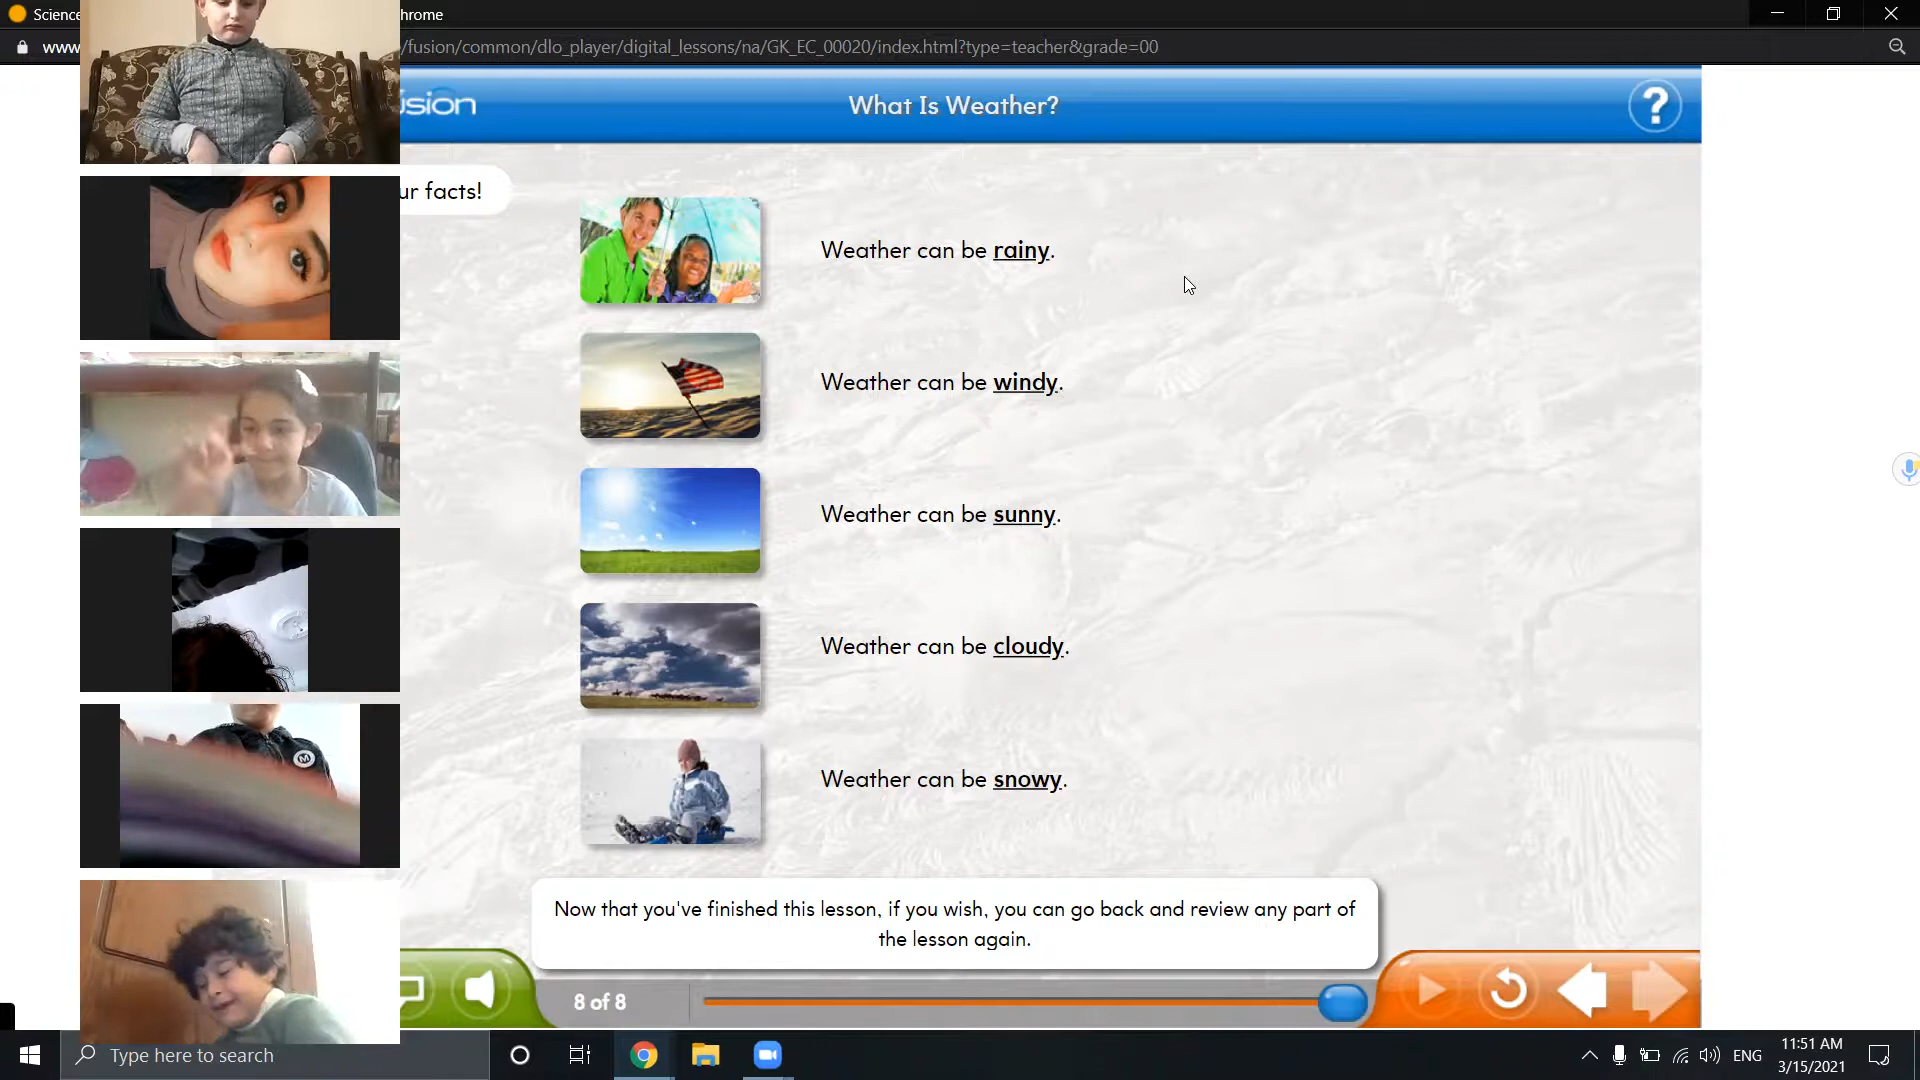 Science
hrome
www.
/fusion/common/dlo_player/digital_lessons/na/GK_EC_00020/index.html?type=teacher&grade=00
usion
What Is Weather?
?
ur facts!
Weather can be rainy.
Weather can be windy.
Weather can be sunny.
Weather can be cloudy.
Weather can be snowy.
M
Now that you've finished this lesson, if you wish, you can go back and review any part of
the lesson again.
8 of 8
Type here to search
ENG
11:51 AM
3/15/2021